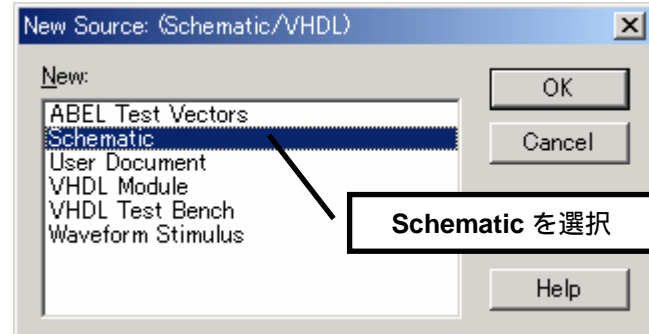 New Source: (Schematic/VHDL)
New:
ABEL Test Vectors
Schematic
User Document
VHDL Module
VHDL Test Bench
Waveform Stimulus
OK
Cancel
Schematic を選択
Help